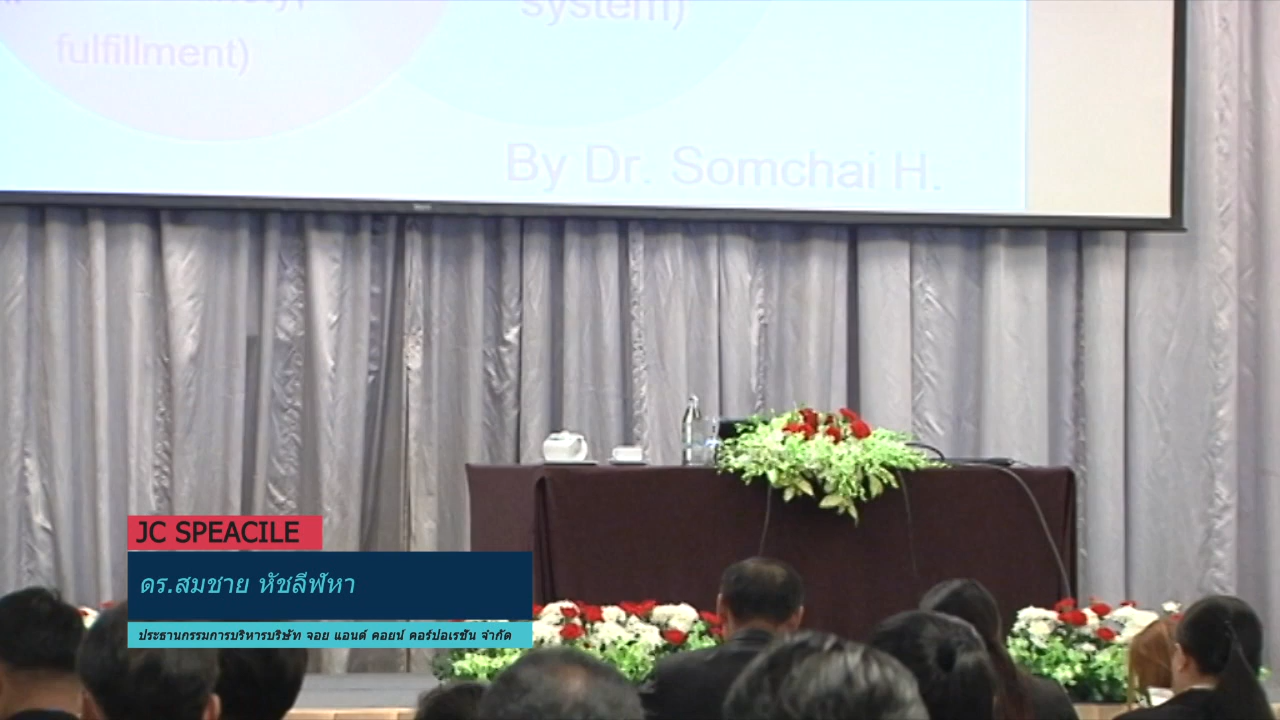 system)
fulfillment)
By Dr. Somchai H.
JC SPEACILE
ดร.สมชาย หัชลีฬหา
ประธานกรรมการบริหารบริษัท จอย แอนด์ คอยน์ คอร์ปอเรชัน จำกัด